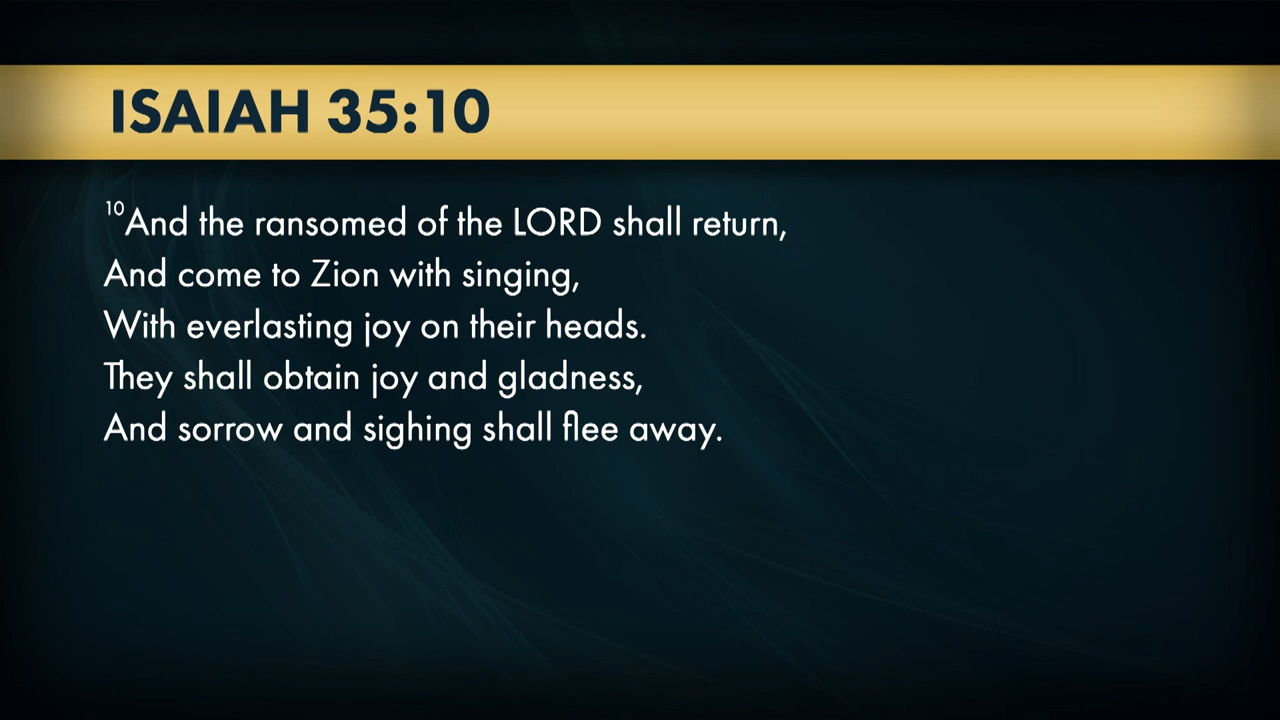 ISAIAH 35:10
10And the ransomed of the LORD shall return,
And come to Zion with singing,
With everlasting joy on their heads.
They shall obtain joy and gladness,
And sorrow and sighing shall flee away.